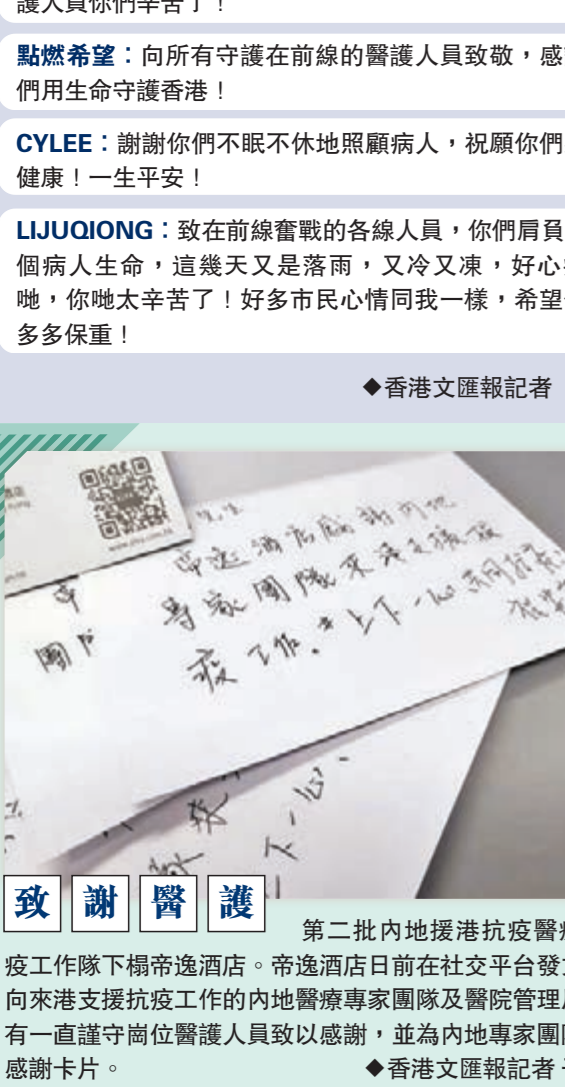 護人員你們辛苦了！
點燃希望：向所有守護在前線的醫護人員致敬，感
們用生命守護香港！
CYLEE：謝謝你們不眠不休地照顧病人，祝願你們
健康！一生平安！
LIJUQIONG：致在前線奮戰的各線人員，你們肩負
個病人生命，這幾天又是落雨，又冷又凍，好心
哋，你哋太辛苦了！好多市民心情同我一樣，希望
多多保重！
◆香港文匯報記者
先生
帝逸酒店感謝內地
專家團隊來港支援抗
疫工作。上下一心
團隊
下一心、
致謝醫護
第二批內地援港抗疫醫療
疫工作隊下榻帝逸酒店。帝逸酒店日前在社交平台發文
向來港支援抗疫工作的內地醫療專家團隊及醫院管理局
有一直謹守崗位醫護人員致以感謝，並為內地專家團隊
感謝卡片。
◆香港文匯報記者